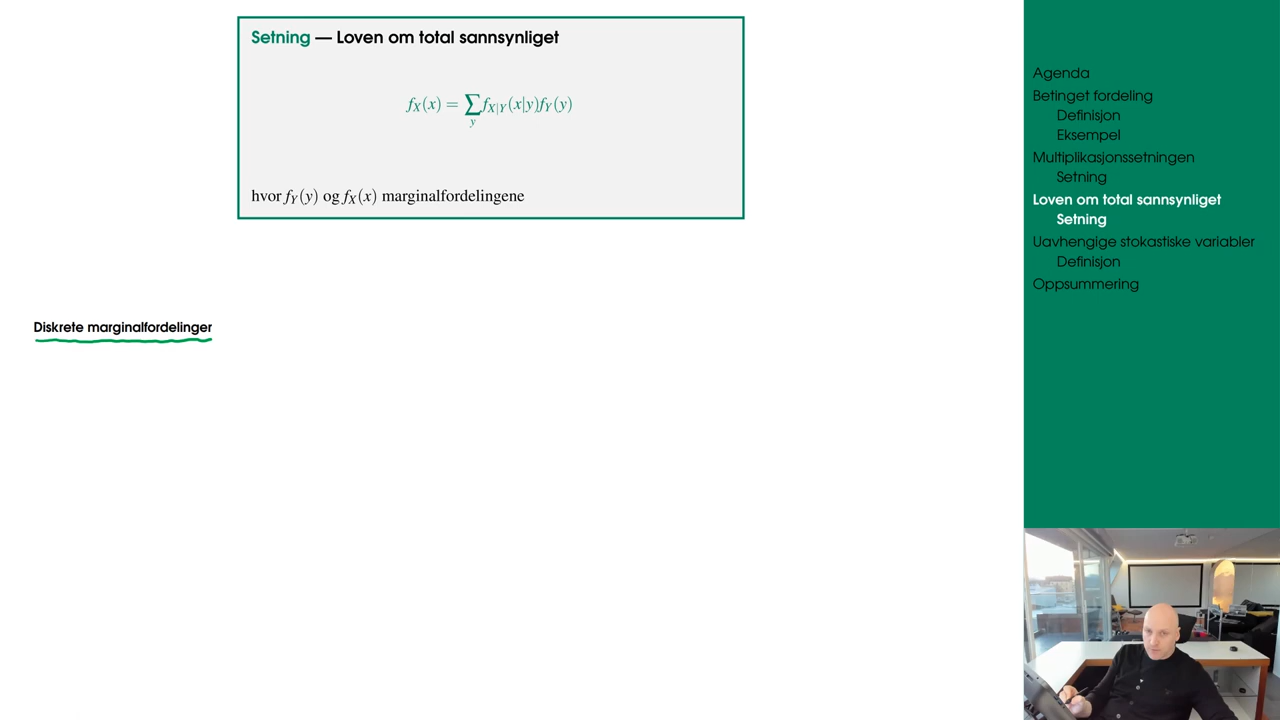 Setning — Loven om total sannsynliget
f_X(x) = ∑_y f_{X|Y}(x|y) f_Y(y)
hvor f_Y(y) og f_X(x) marginalfordelingene
Diskrete marginalfordelinger
Agenda
Betinget fordeling
Definisjon
Eksempel
Multiplikasjonssetningen
Setning
Loven om total sannsynliget
Setning
Uavhengige stokastiske variabler
Definisjon
Oppsummering